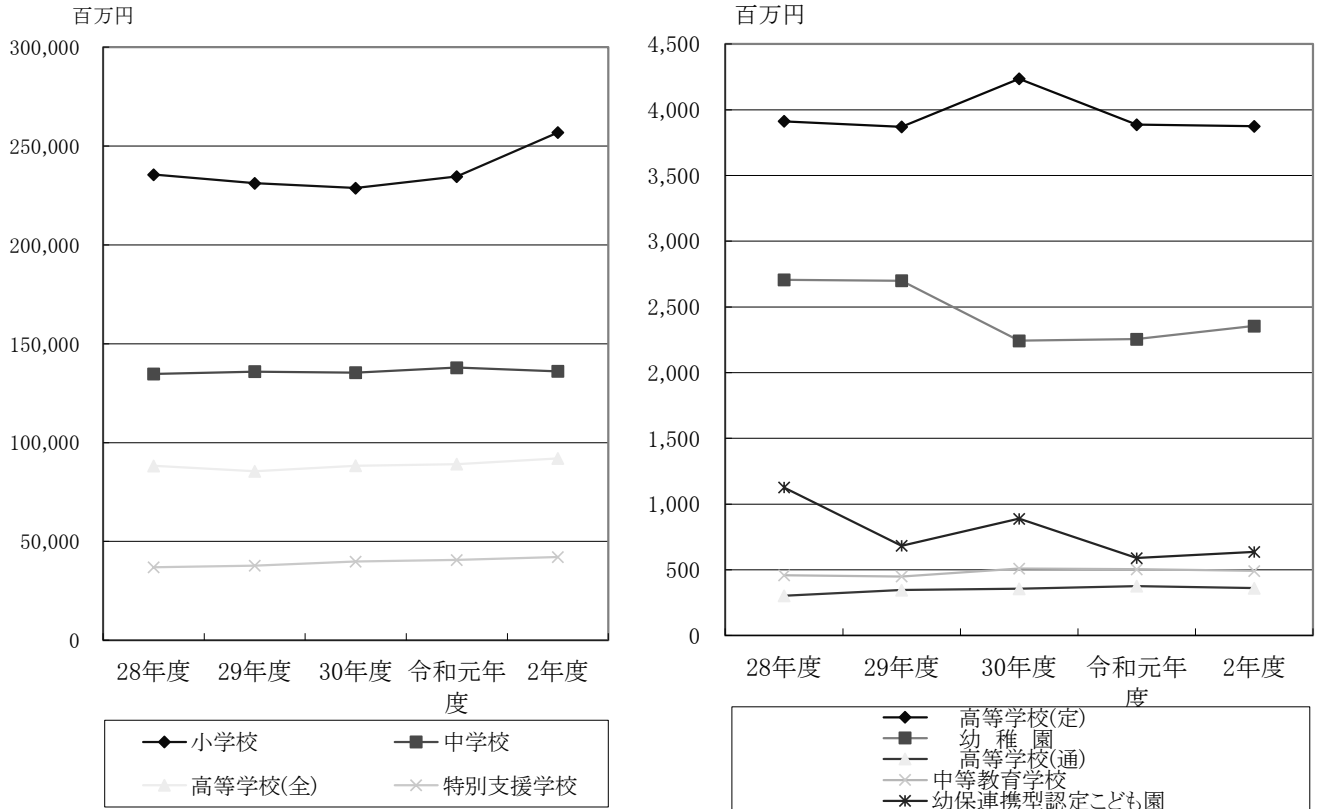 百万円
300,000
250,000
200,000
150,000
100,000
50,000
0
28年度 29年度 30年度 令和元年度 2年度
小学校 中学校
高等学校(全) 特別支援学校
百万円
4,500
4,000
3,500
3,000
2,500
2,000
1,500
1,000
500
0
28年度 29年度 30年度 令和元年度 2年度
高等学校(定)
幼 稚 園
高等学校(通)
中等教育学校
幼保連携型認定こども園